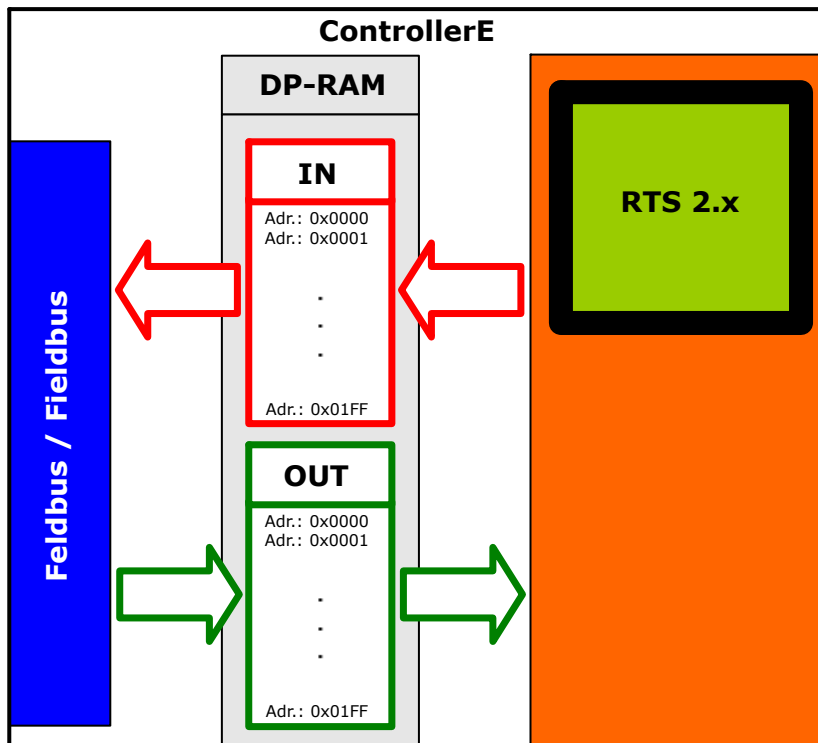 ControllerE
DP-RAM
IN
Adr.: 0x0000
Adr.: 0x0001
.
.
.
Adr.: 0x01FF
OUT
Adr.: 0x0000
Adr.: 0x0001
.
.
.
Adr.: 0x01FF
Feldbus / Fieldbus
RTS 2.x